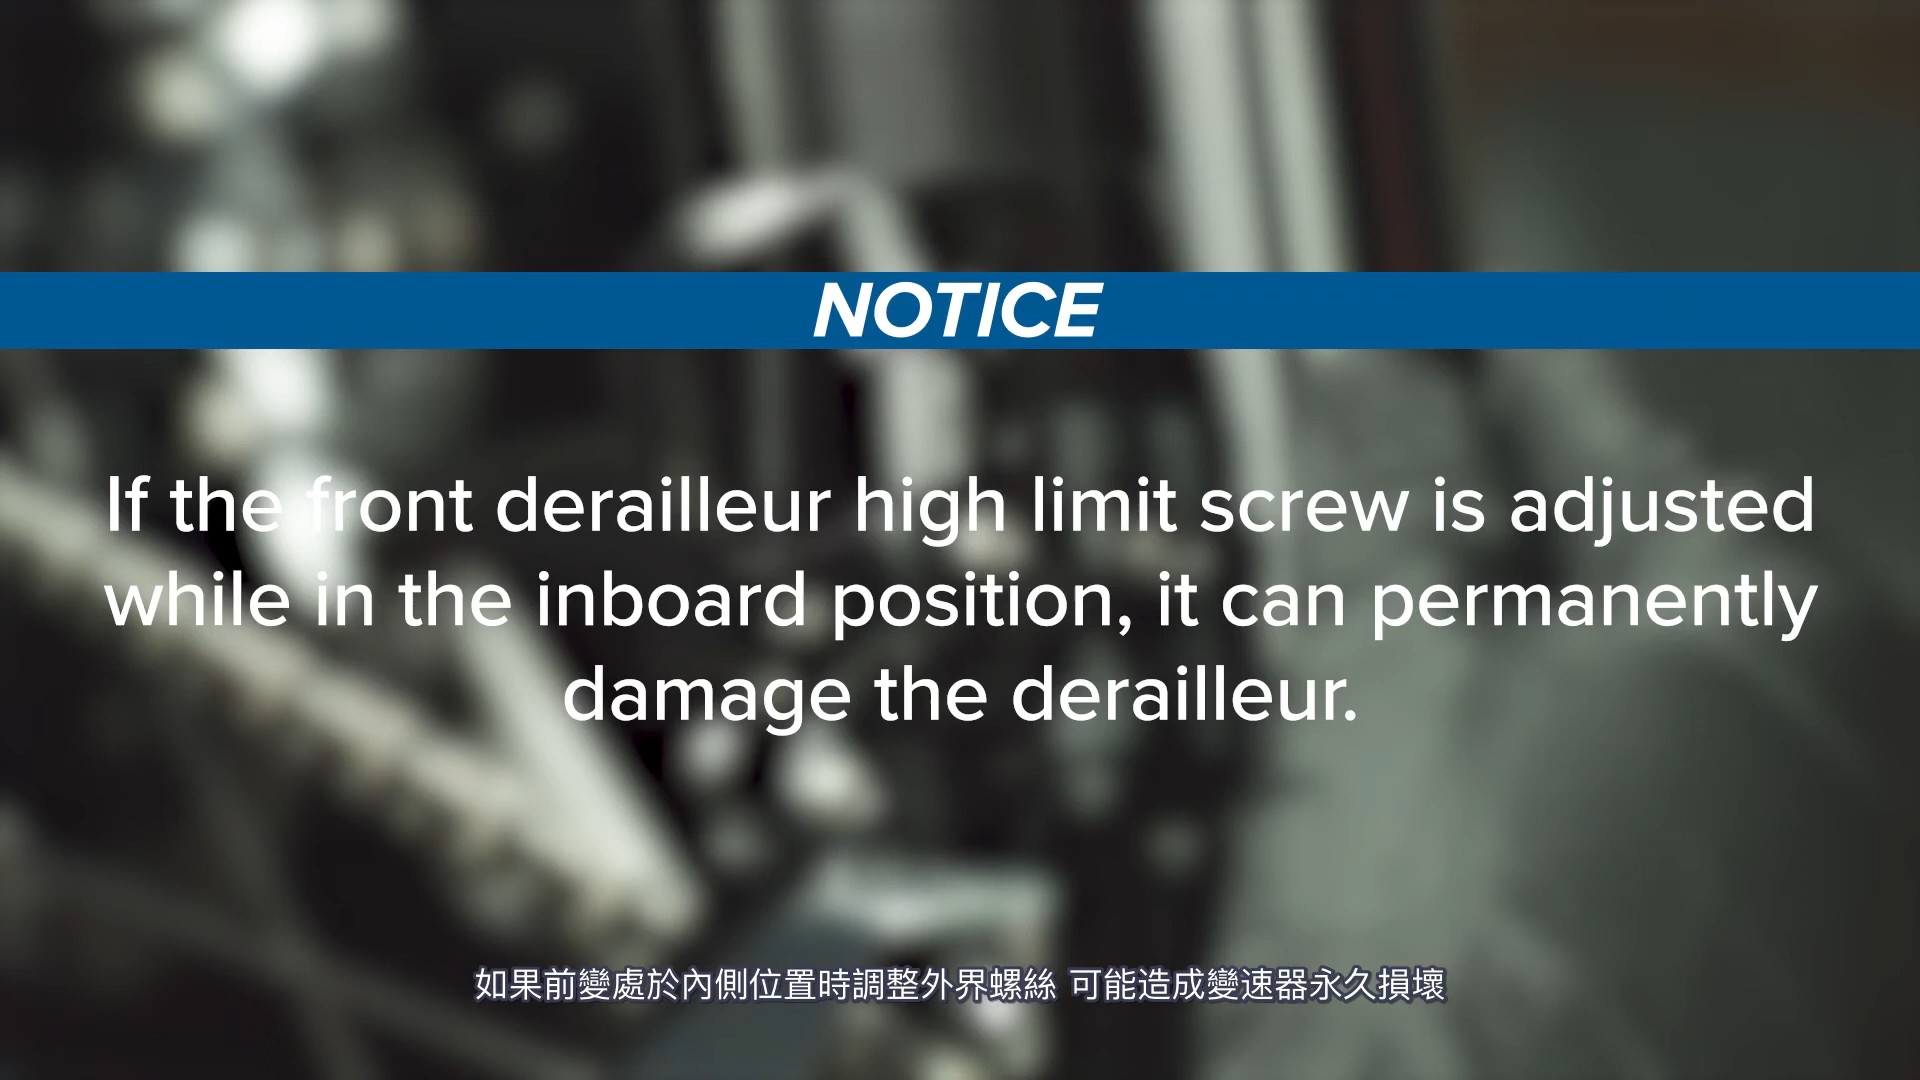 NOTICE
If the front derailleur high limit screw is adjusted
while in the inboard position, it can permanently
damage the derailleur.
如果前變處於內側位置時調整外界螺絲 可能造成變速器永久損壞